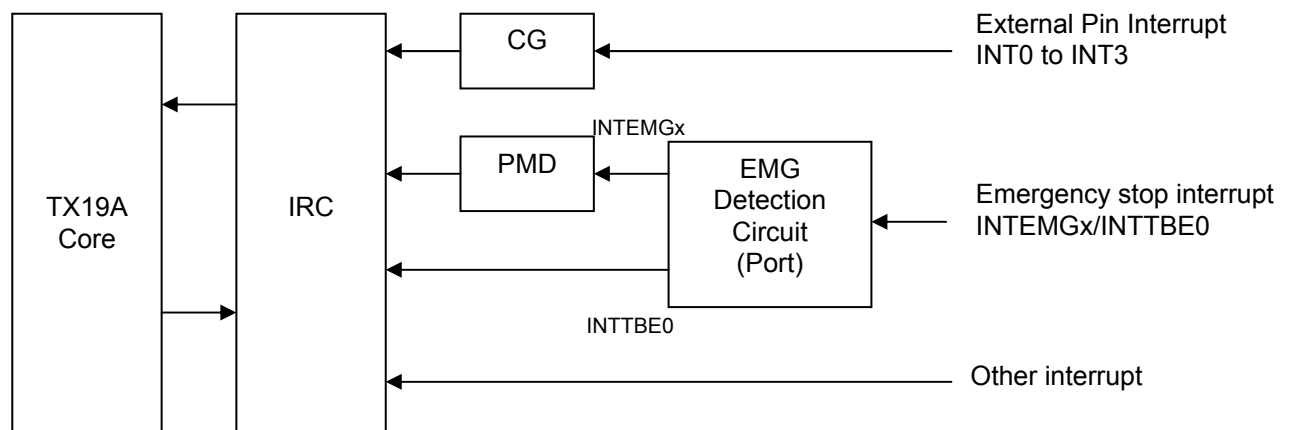 External Pin Interrupt
INT0 to INT3
CG
INTEMGx
PMD
EMG
Detection
Circuit
(Port)
TX19A
Core
IRC
Emergency stop interrupt
INTEMGx/INTTBE0
INTTBE0
Other interrupt